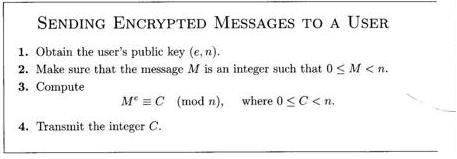 SENDING ENCRYPTED MESSAGES TO A USER
1. Obtain the user's public key (e, n).
2. Make sure that the message M is an integer such that 0 ≤ M < n.
3. Compute
Mᵉ ≡ C (mod n), where 0 ≤ C < n.
4. Transmit the integer C.